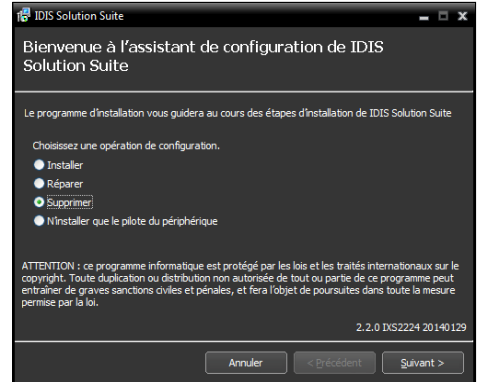 IDIS Solution Suite
Bienvenue à l'assistant de configuration de IDIS
Solution Suite
Le programme d'installation vous guidera au cours des étapes d'installation de IDIS Solution Suite
Choisissez une opération de configuration.
Installer
Réparer
Supprimer
N'installer que le pilote du périphérique
ATTENTION : ce programme informatique est protégé par les lois et les traités internationaux sur le
copyright. Toute duplication ou distribution non autorisée de tout ou partie de ce programme peut
entraîner de graves sanctions civiles et pénales, et fera l'objet de poursuites dans toute la mesure
permise par la loi.
2.2.0 IXS2224 20140129
Annuler
< Précédent
Suivant >